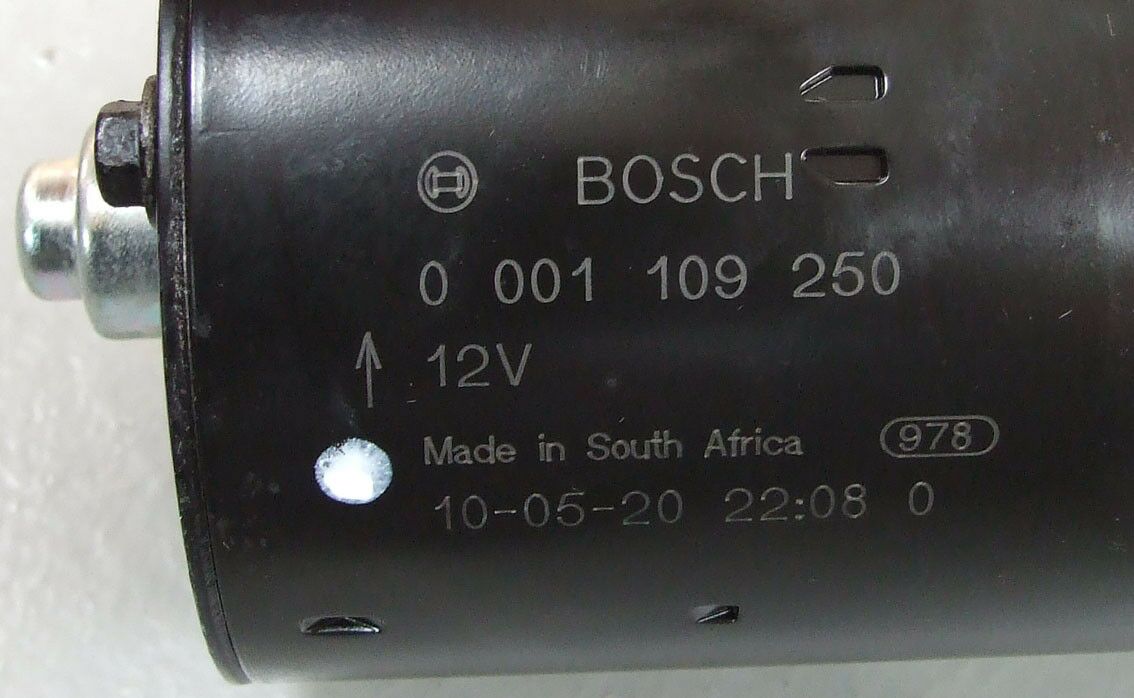 BOSCH
0 001 109 250
12V
Made in South Africa 978
10-05-20 22:08 0